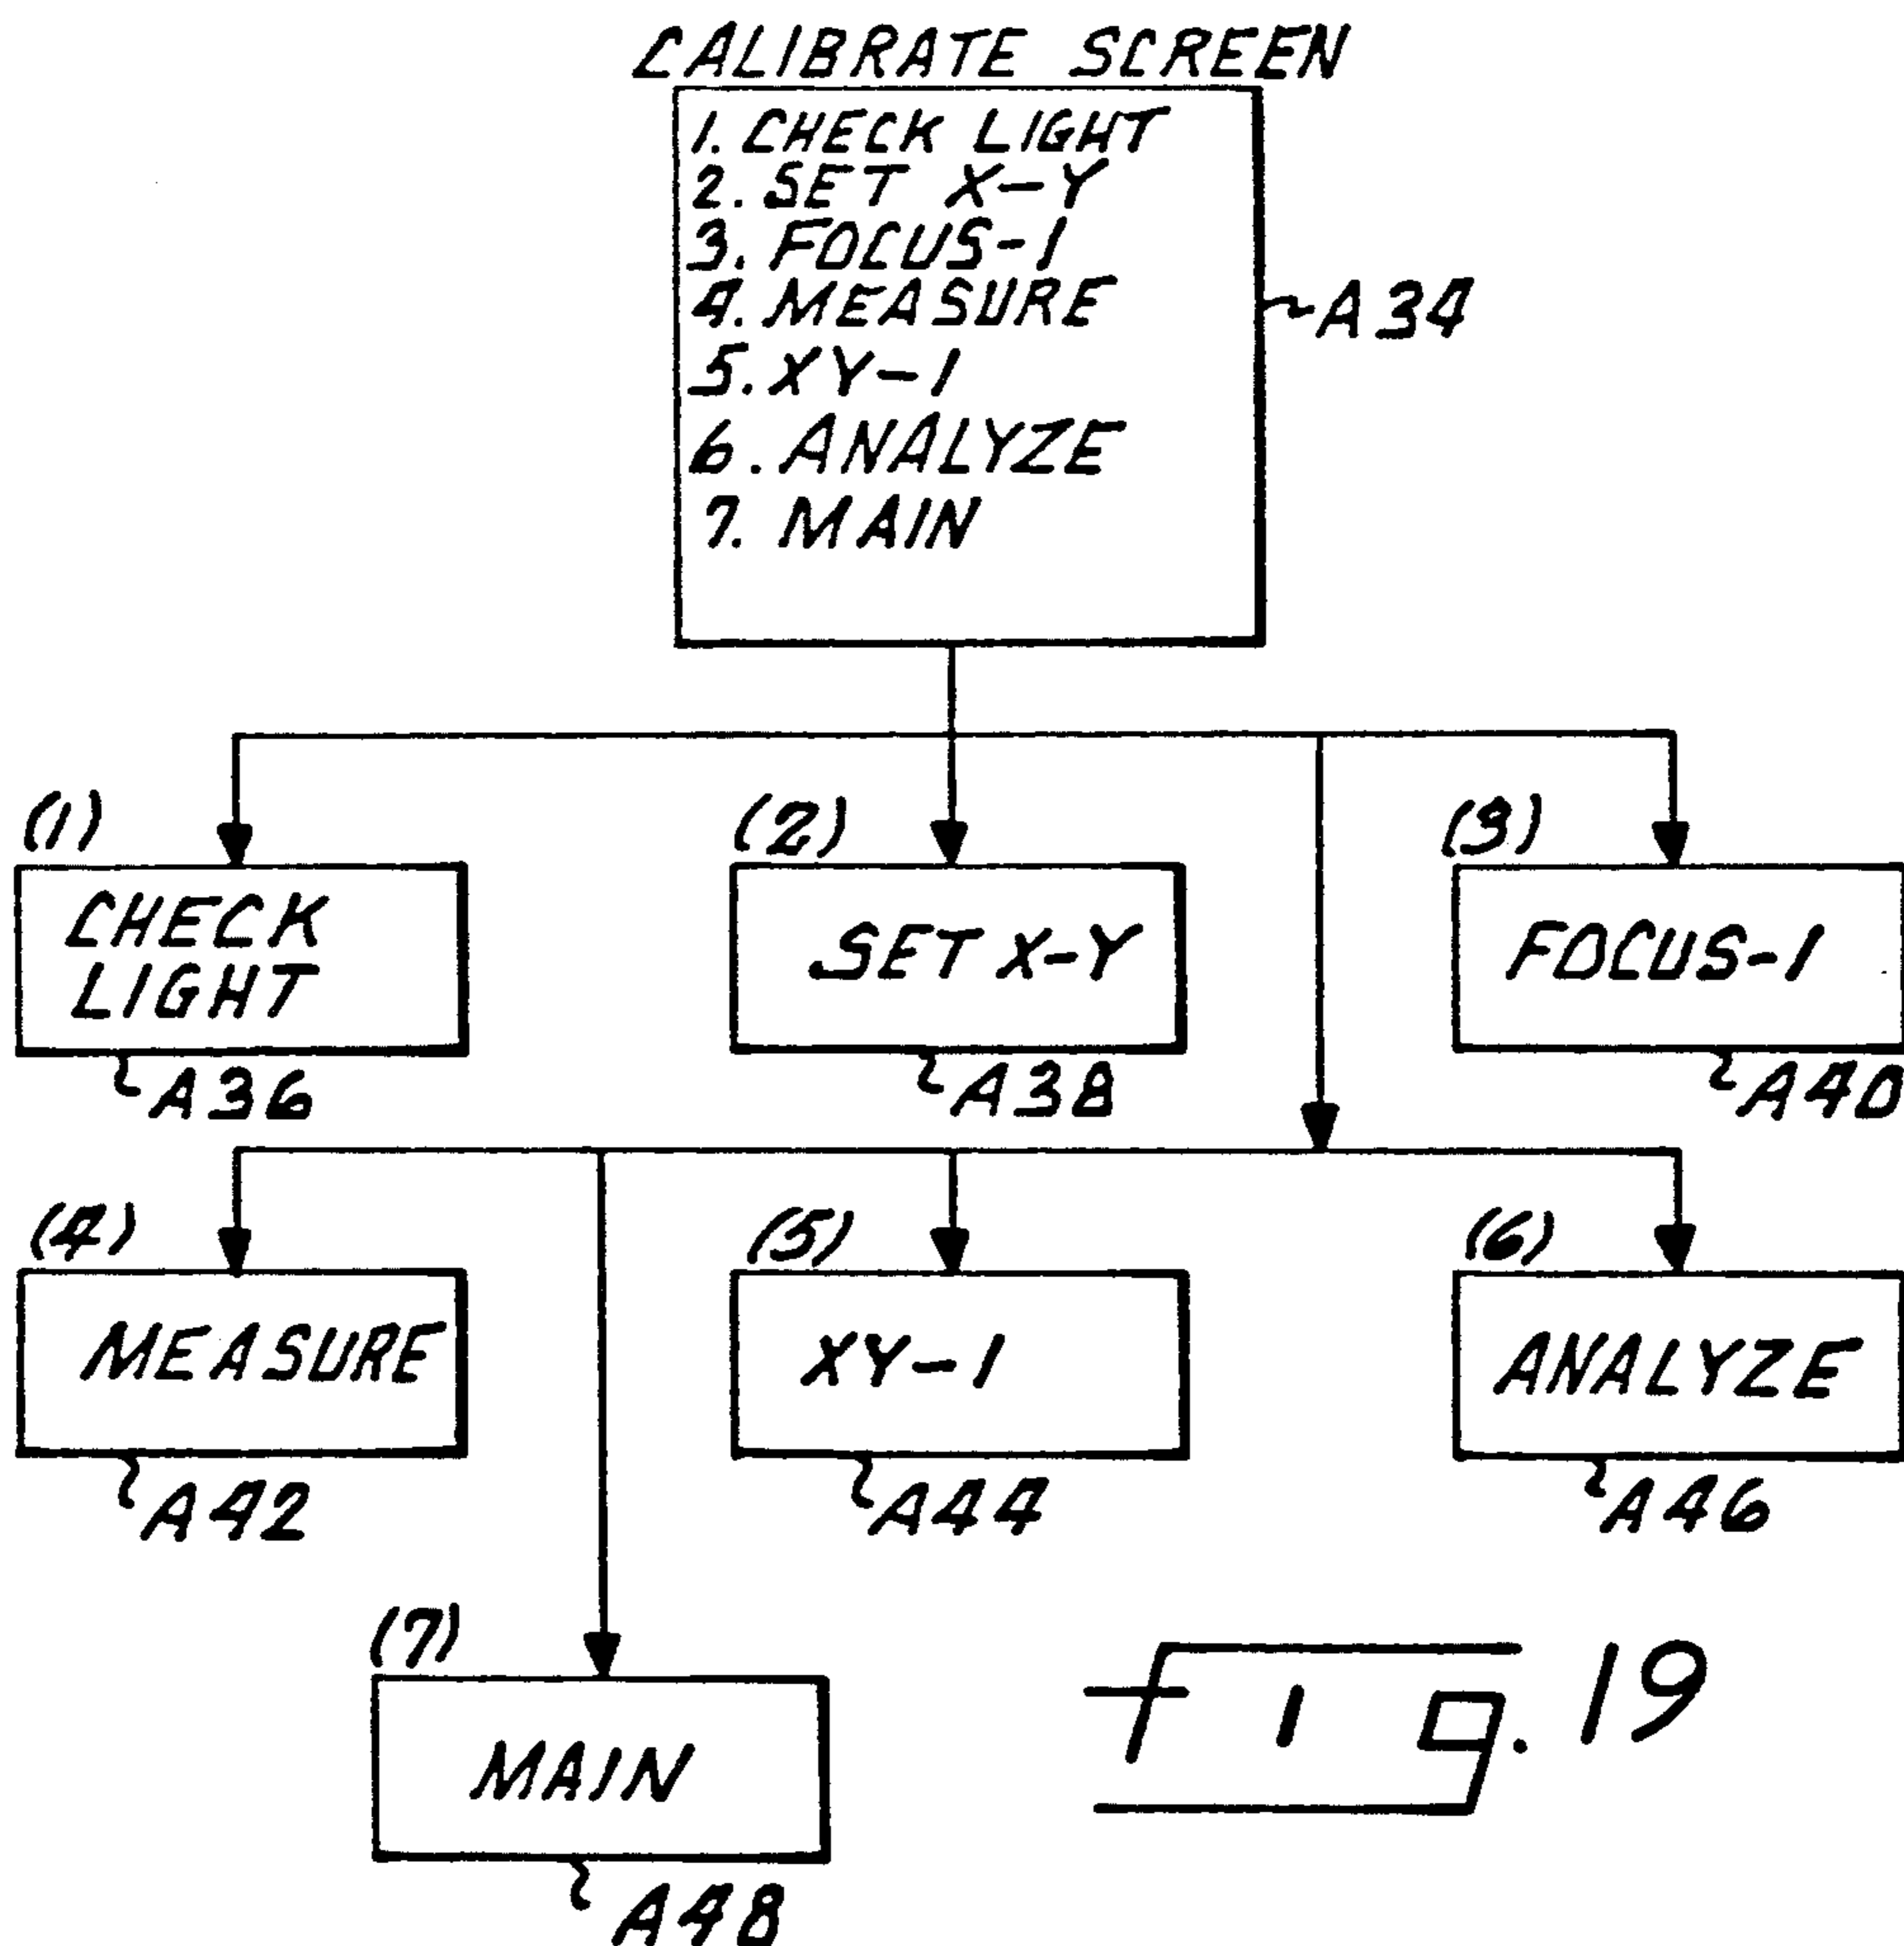 CALIBRATE SCREEN
1. CHECK LIGHT
2. SET X-Y
3. FOCUS-1
4. MEASURE
5. XY-1
6. ANALYZE
7. MAIN
A34
(1)
(2)
(3)
CHECK
LIGHT
SET X-Y
FOCUS-1
A36
A38
A40
(4)
(5)
(6)
MEASURE
XY-1
ANALYZE
A42
A44
A46
(7)
MAIN
A48
Fig. 19